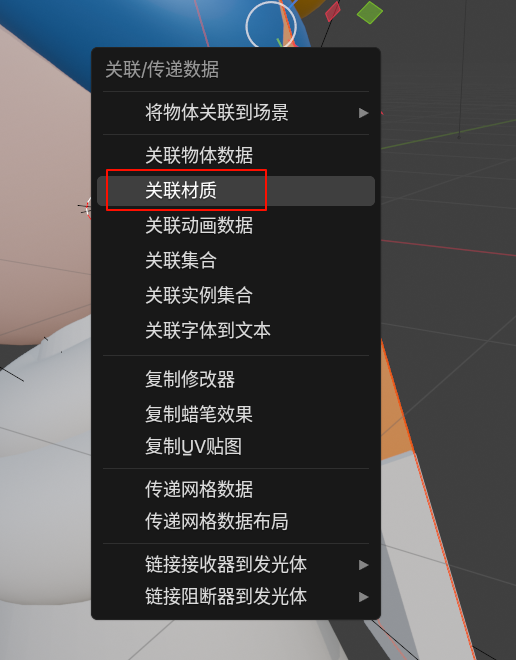 关联/传递数据
将物体关联到场景
关联物体数据
关联材质
关联动画数据
关联集合
关联实例集合
关联字体到文本
复制修改器
复制蜡笔效果
复制UV贴图
传递网格数据
传递网格数据布局
链接接收器到发光体
链接阻断器到发光体